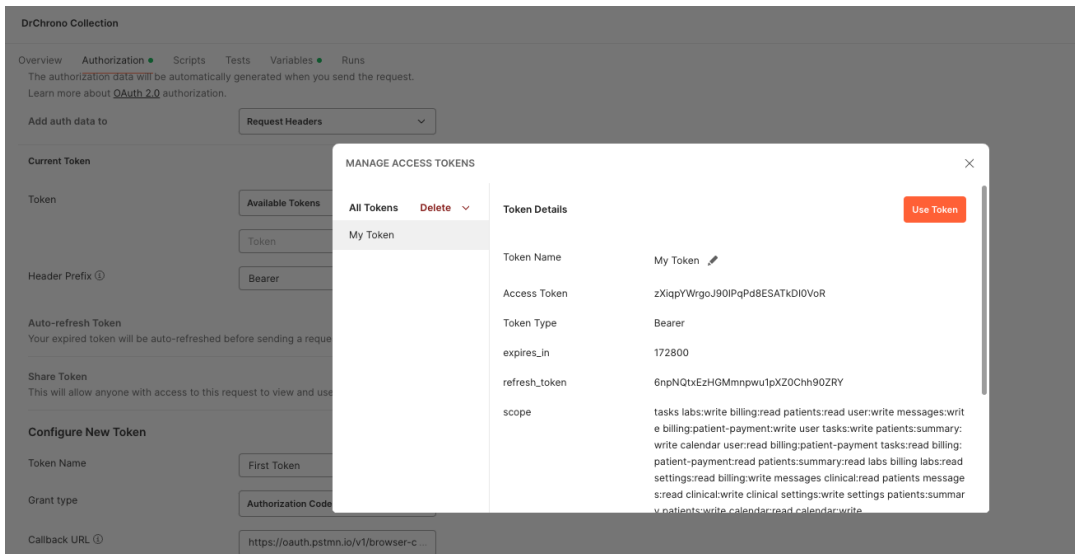 DrChrono Collection
Overview Authorization Scripts Tests Variables Runs
The authorization data will be automatically generated when you send the request.
Learn more about OAuth 2.0 authorization.
Add auth data to Request Headers
Current Token
Token Available Tokens
Token
Header Prefix Bearer
Auto-refresh Token
Your expired token will be auto-refreshed before sending a reque
Share Token
This will allow anyone with access to this request to view and use
Configure New Token
Token Name First Token
Grant type Authorization Code
Callback URL https://oauth.pstmn.io/v1/browser-c...
MANAGE ACCESS TOKENS
All Tokens Delete
My Token
Token Details Use Token
Token Name My Token
Access Token zXiqpYWrgoJ90IPqPd8ESATkDI0VoR
Token Type Bearer
expires_in 172800
refresh_token 6npNQtxEzHGMmnpwu1pXZ0Chh90ZRY
scope tasks labs:write billing:read patients:read user:write messages:writ
e billing:patient-payment:write user tasks:write patients:summary:
write calendar user:read billing:patient-payment tasks:read billing:
patient-payment:read patients:summary:read labs billing labs:read
settings:read billing:write messages clinical:read patients message
s:read clinical:write clinical settings:write settings patients:summar
y patients:write calendar:read calendar:write